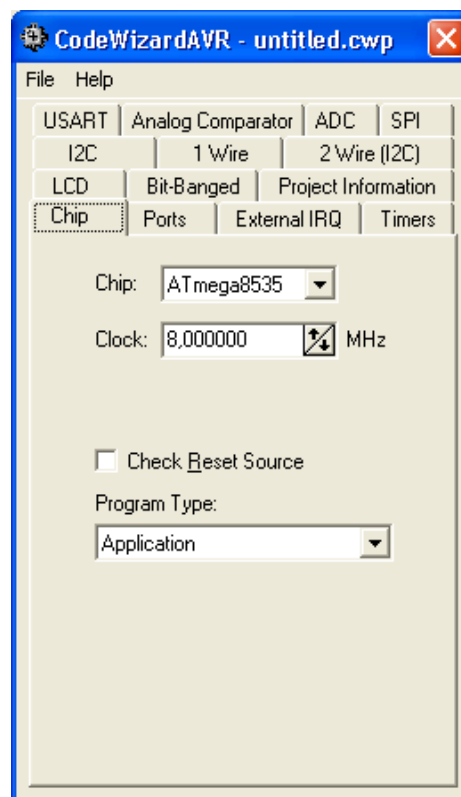 CodeWizardAVR - untitled.cwp
File Help
USART Analog Comparator ADC SPI
I2C 1 Wire 2 Wire (I2C)
LCD Bit-Banged Project Information
Chip Ports External IRQ Timers
Chip: ATmega8535
Clock: 8,000000 MHz
Check Reset Source
Program Type:
Application